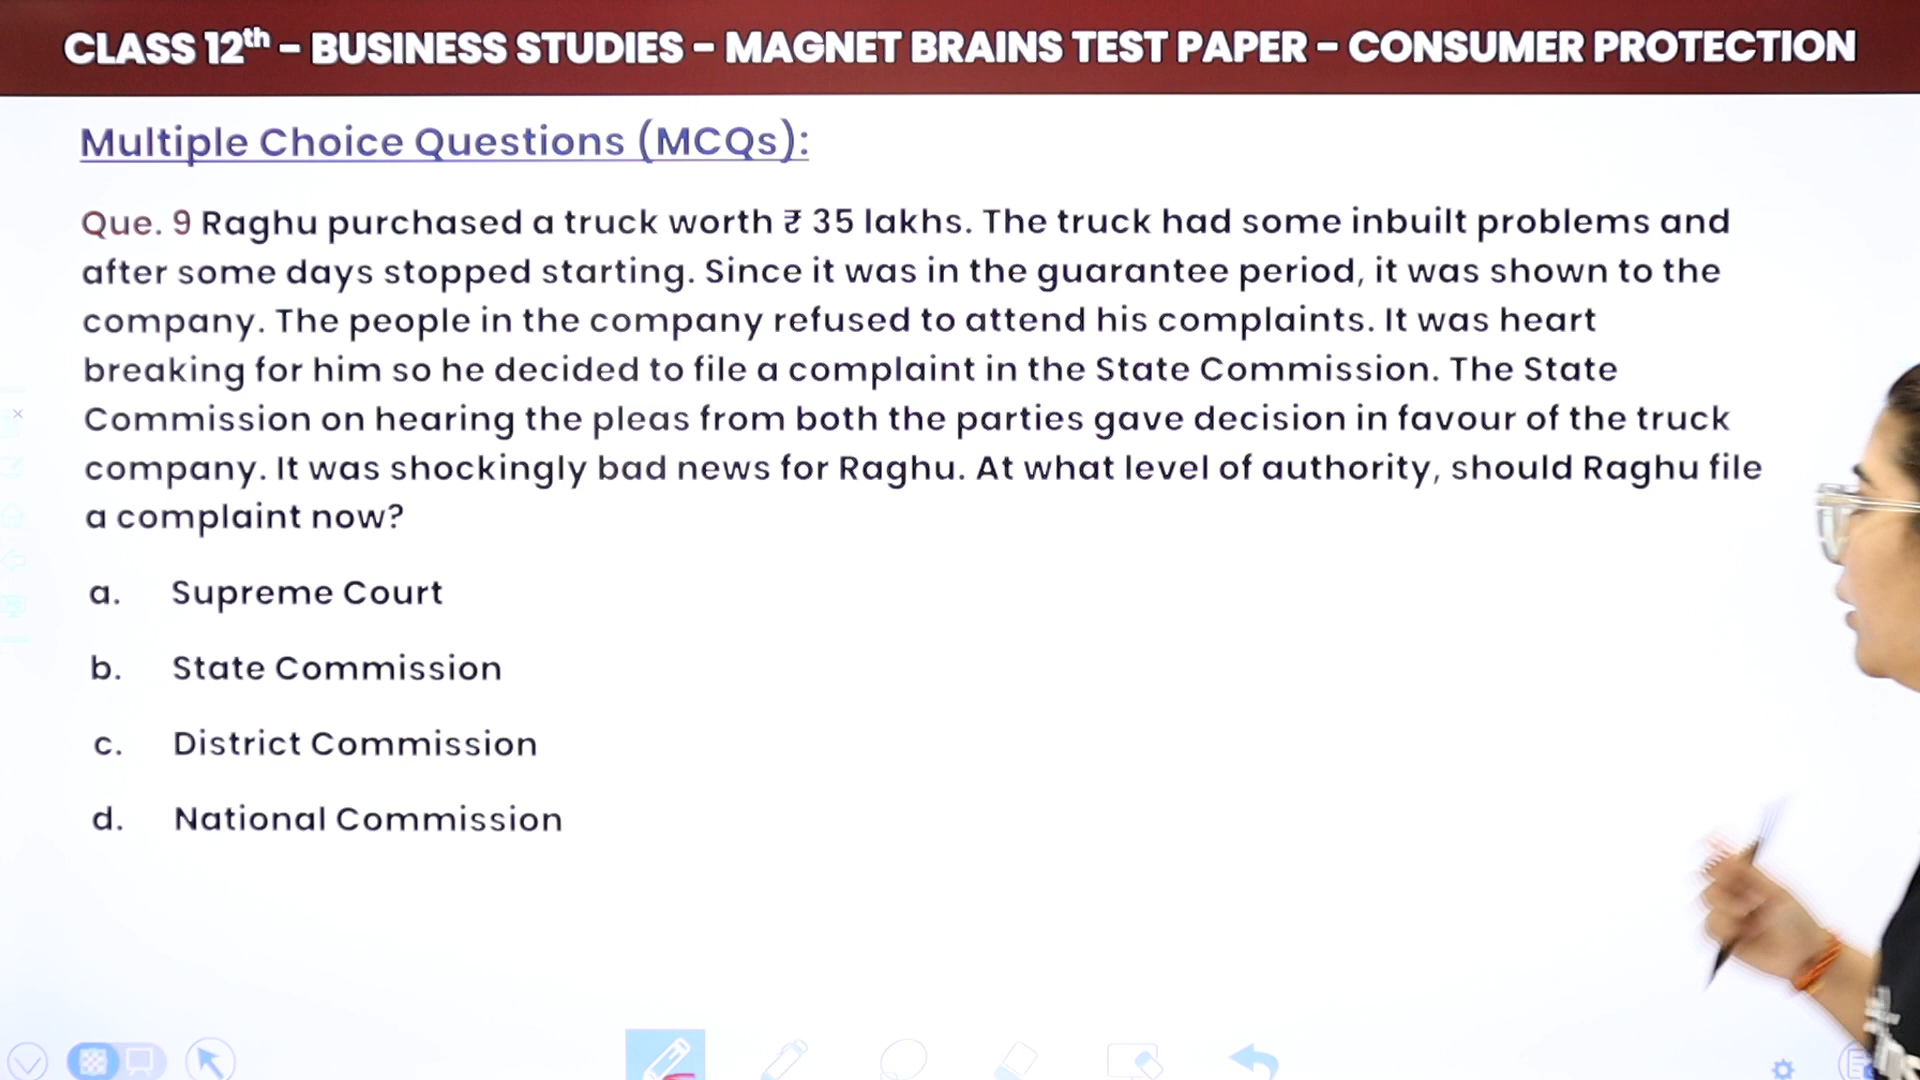 CLASS 12th – BUSINESS STUDIES – MAGNET BRAINS TEST PAPER – CONSUMER PROTECTION
Multiple Choice Questions (MCQs):
Que. 9 Raghu purchased a truck worth ₹ 35 lakhs. The truck had some inbuilt problems and
after some days stopped starting. Since it was in the guarantee period, it was shown to the
company. The people in the company refused to attend his complaints. It was heart
breaking for him so he decided to file a complaint in the State Commission. The State
Commission on hearing the pleas from both the parties gave decision in favour of the truck
company. It was shockingly bad news for Raghu. At what level of authority, should Raghu file
a complaint now?
a. Supreme Court
b. State Commission
c. District Commission
d. National Commission